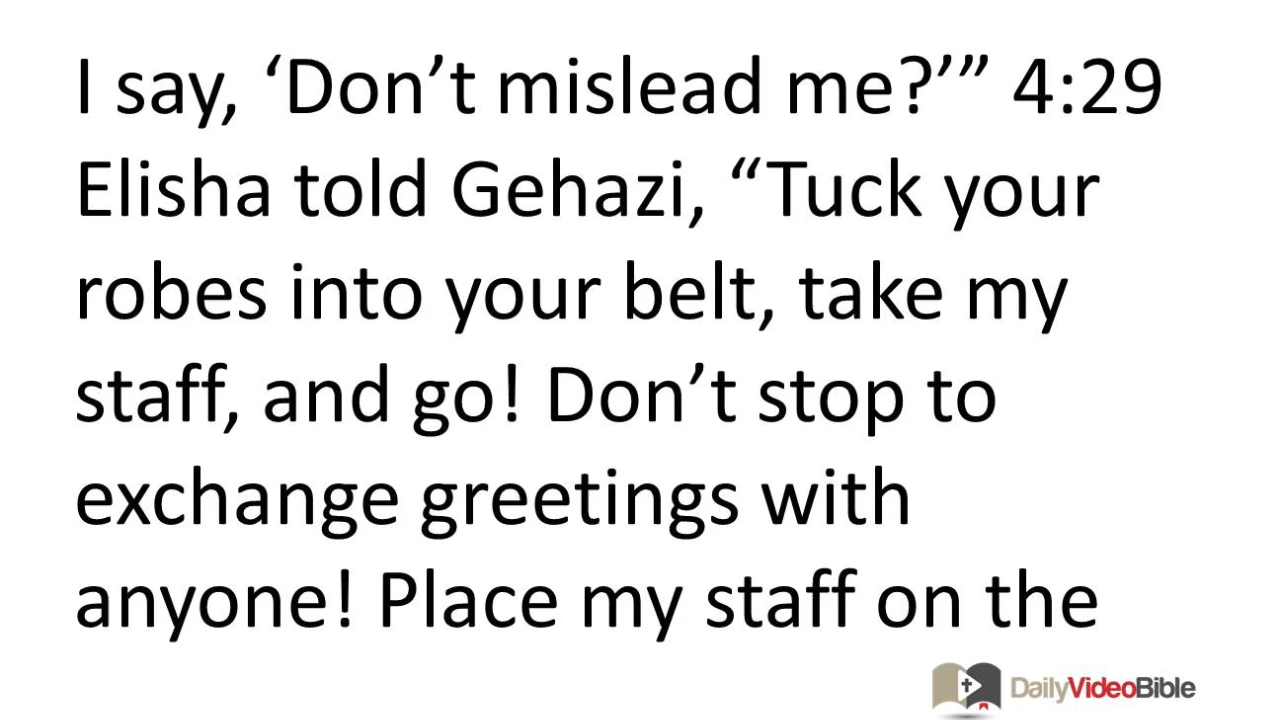 I say, ‘Don’t mislead me?’” 4:29
Elisha told Gehazi, “Tuck your
robes into your belt, take my
staff, and go! Don’t stop to
exchange greetings with
anyone! Place my staff on the
DailyVideoBible